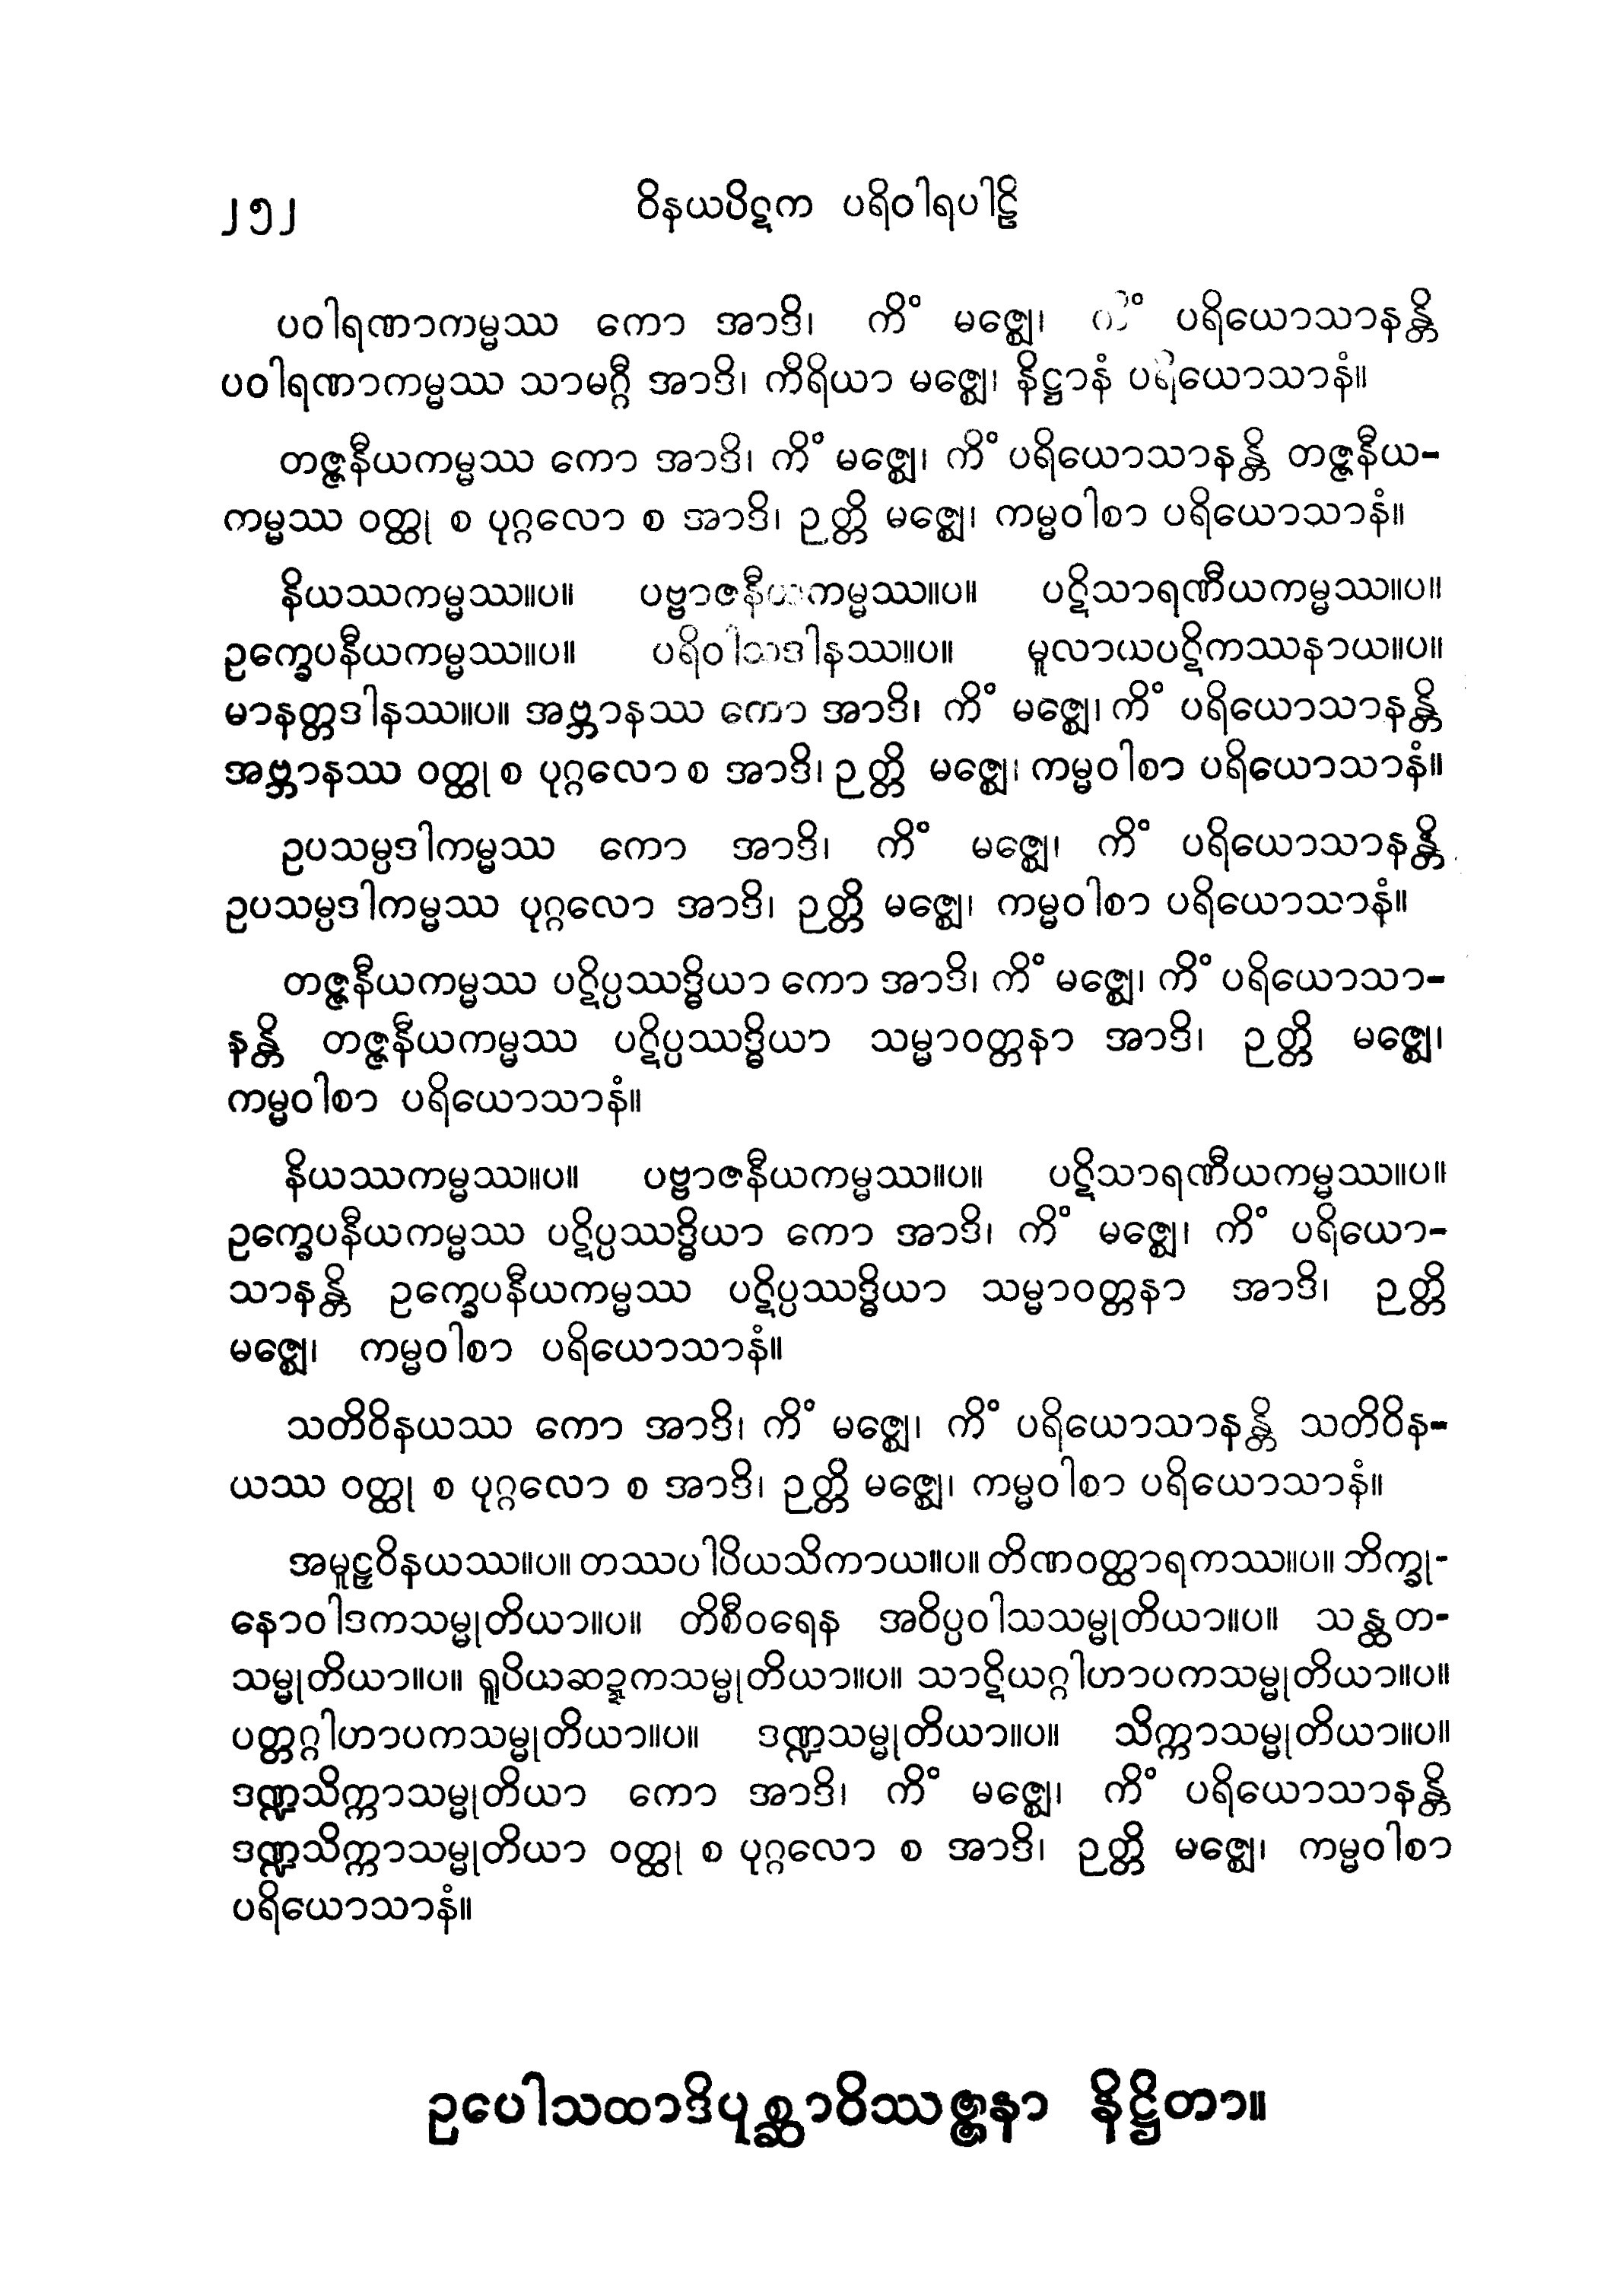 ၂၅၂ ဝိနယပိဋက ပရိဝါရပါဠိ
ပဝါရဏာကမ္မဿ ကော အာဒိ၊ ကိံ မဇ္ဈေ၊ ကိံ ပရိယောသာနန္တိ
ပဝါရဏာကမ္မဿ သာမဂ္ဂီ အာဒိ၊ ကိရိယာ မဇ္ဈေ၊ နိဋ္ဌာနံ ပရိယောသာနံ။
တဇ္ဇနီယကမ္မဿ ကော အာဒိ၊ ကိံ မဇ္ဈေ၊ ကိံ ပရိယောသာနန္တိ တဇ္ဇနီယ-
ကမ္မဿ ဝတ္ထု စ ပုဂ္ဂလော စ အာဒိ၊ ဉတ္တိ မဇ္ဈေ၊ ကမ္မဝါစာ ပရိယောသာနံ။
နိယဿကမ္မဿ။ပ။ ပဗ္ဗာဇနီယကမ္မဿ။ပ။ ပဋိသာရဏီယကမ္မဿ။ပ။
ဥက္ခေပနီယကမ္မဿ။ပ။ ပရိဝါသဒါနဿ။ပ။ မူလာယပဋိကဿနာယ။ပ။
မာနတ္တဒါနဿ။ပ။ အဗ္ဘာနဿ ကော အာဒိ၊ ကိံ မဇ္ဈေ၊ ကိံ ပရိယောသာနန္တိ
အဗ္ဘာနဿ ဝတ္ထု စ ပုဂ္ဂလော စ အာဒိ၊ ဉတ္တိ မဇ္ဈေ၊ ကမ္မဝါစာ ပရိယောသာနံ။
ဥပသမ္ပဒါကမ္မဿ ကော အာဒိ၊ ကိံ မဇ္ဈေ၊ ကိံ ပရိယောသာနန္တိ
ဥပသမ္ပဒါကမ္မဿ ပုဂ္ဂလော အာဒိ၊ ဉတ္တိ မဇ္ဈေ၊ ကမ္မဝါစာ ပရိယောသာနံ။
တဇ္ဇနီယကမ္မဿ ပဋိပ္ပဿဒ္ဓိယာ ကော အာဒိ၊ ကိံ မဇ္ဈေ၊ ကိံ ပရိယောသာ-
နန္တိ တဇ္ဇနီယကမ္မဿ ပဋိပ္ပဿဒ္ဓိယာ သမ္မာဝတ္တနာ အာဒိ၊ ဉတ္တိ မဇ္ဈေ၊
ကမ္မဝါစာ ပရိယောသာနံ။
နိယဿကမ္မဿ။ပ။ ပဗ္ဗာဇနီယကမ္မဿ။ပ။ ပဋိသာရဏီယကမ္မဿ။ပ။
ဥက္ခေပနီယကမ္မဿ ပဋိပ္ပဿဒ္ဓိယာ ကော အာဒိ၊ ကိံ မဇ္ဈေ၊ ကိံ ပရိယော-
သာနန္တိ ဥက္ခေပနီယကမ္မဿ ပဋိပ္ပဿဒ္ဓိယာ သမ္မာဝတ္တနာ အာဒိ၊ ဉတ္တိ
မဇ္ဈေ၊ ကမ္မဝါစာ ပရိယောသာနံ။
သတိဝိနယဿ ကော အာဒိ၊ ကိံ မဇ္ဈေ၊ ကိံ ပရိယောသာနန္တိ သတိဝိန-
ယဿ ဝတ္ထု စ ပုဂ္ဂလော စ အာဒိ၊ ဉတ္တိ မဇ္ဈေ၊ ကမ္မဝါစာ ပရိယောသာနံ။
အမူဠှဝိနယဿ။ပ။ တဿပါပိယသိကာယ။ပ။ တိဏဝတ္ထာရကဿ။ပ။ ဘိက္ခု-
နောဝါဒကသမ္မုတိယာ။ပ။ တိစီဝရေန အဝိပ္ပဝါသသမ္မုတိယာ။ပ။ သန္ထတ-
သမ္မုတိယာ။ပ။ ရူပိယဆဍ္ဍကသမ္မုတိယာ။ပ။ သာဋိယဂ္ဂါဟာပကသမ္မုတိယာ။ပ။
ပတ္တဂ္ဂါဟာပကသမ္မုတိယာ။ပ။ ဒဏ္ဍသမ္မုတိယာ။ပ။ သိက္ကာသမ္မုတိယာ။ပ။
ဒဏ္ဍသိက္ကာသမ္မုတိယာ ကော အာဒိ၊ ကိံ မဇ္ဈေ၊ ကိံ ပရိယောသာနန္တိ
ဒဏ္ဍသိက္ကာသမ္မုတိယာ ဝတ္ထု စ ပုဂ္ဂလော စ အာဒိ၊ ဉတ္တိ မဇ္ဈေ၊ ကမ္မဝါစာ
ပရိယောသာနံ။
ဥပေါသထာဒိပုစ္ဆာဝိဿဇ္ဇနာ နိဋ္ဌိတာ။